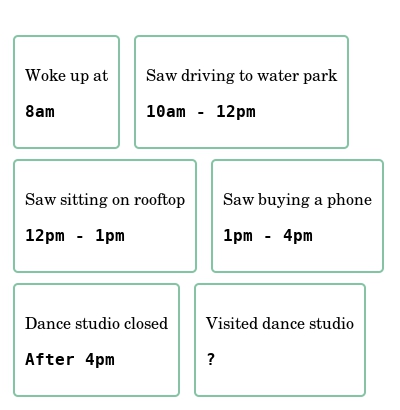 Woke up at
8am
Saw driving to water park
10am - 12pm
Saw sitting on rooftop
12pm - 1pm
Saw buying a phone
1pm - 4pm
Dance studio closed
After 4pm
Visited dance studio
?